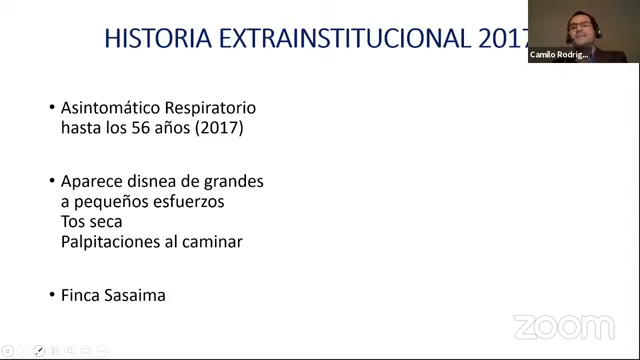 HISTORIA EXTRAINSTITUCIONAL 2017
Camilo Rodrig...
• Asintomático Respiratorio
hasta los 56 años (2017)
• Aparece disnea de grandes
a pequeños esfuerzos
Tos seca
Palpitaciones al caminar
• Finca Sasaima
zoom